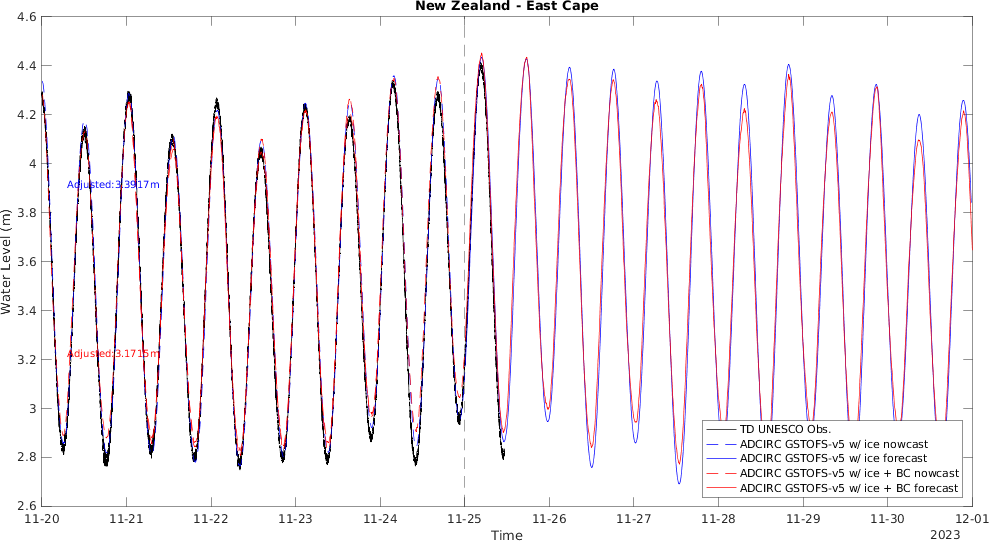 New Zealand - East Cape
4.6
4.4
4.2
4
3.8
3.6
3.4
3.2
3
2.8
2.6
Water Level (m)
Adjusted:3.3917m
Adjusted:3.1715m
TD UNESCO Obs.
ADCIRC GSTOFS-v5 w/ ice nowcast
ADCIRC GSTOFS-v5 w/ ice forecast
ADCIRC GSTOFS-v5 w/ ice + BC nowcast
ADCIRC GSTOFS-v5 w/ ice + BC forecast
11-20 11-21 11-22 11-23 11-24 11-25 11-26 11-27 11-28 11-29 11-30 12-01
Time
2023